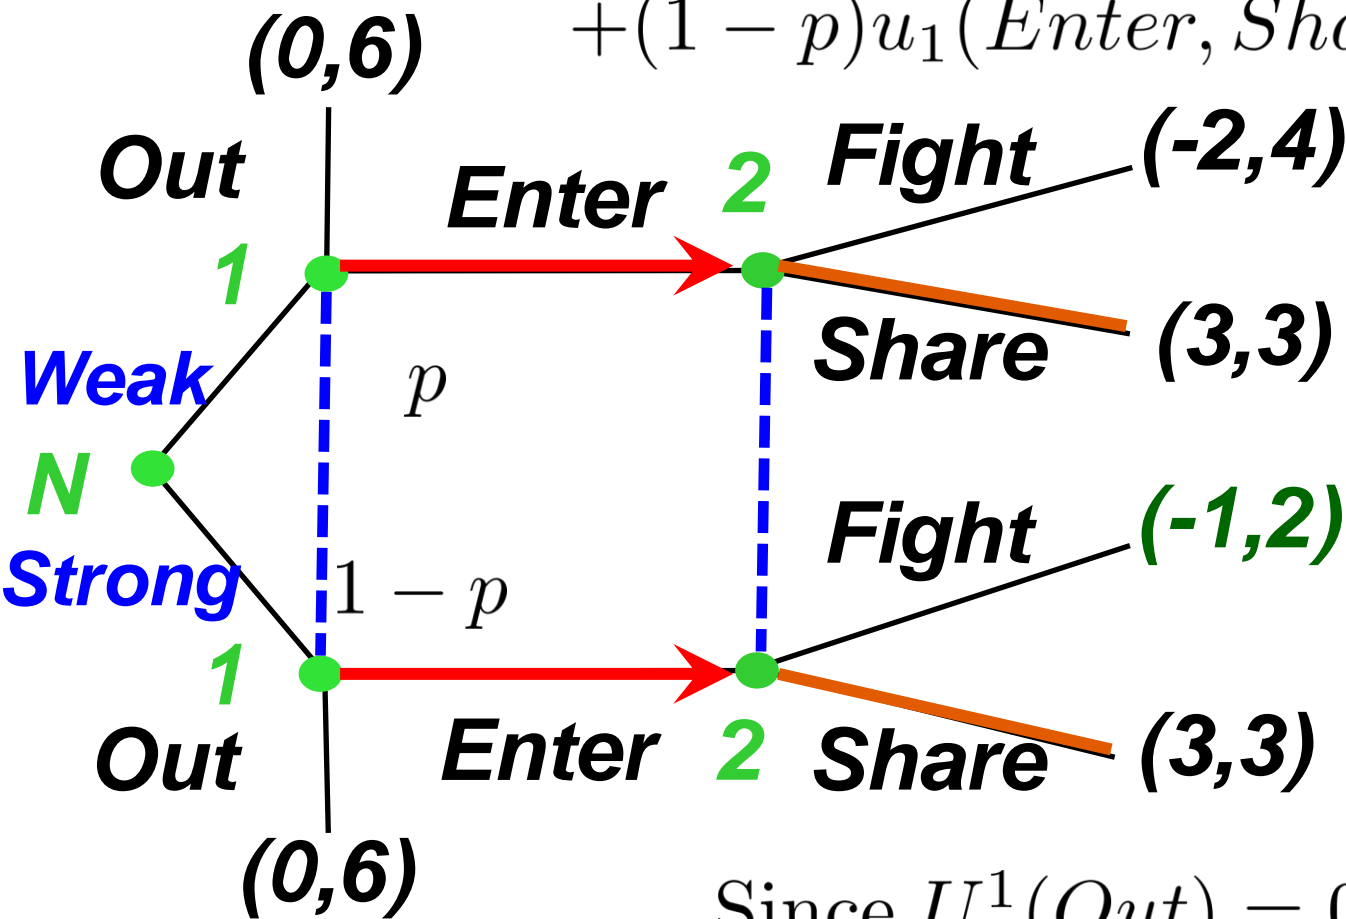 +(1 − p)u₁(Enter, Sha
(0,6)
Out
Enter
2
Fight
(-2,4)
1
Share
(3,3)
Weak
p
N
Fight
(-1,2)
Strong
1 − p
1
Out
Enter
2
Share
(3,3)
(0,6)
Since U¹(Out) = 0